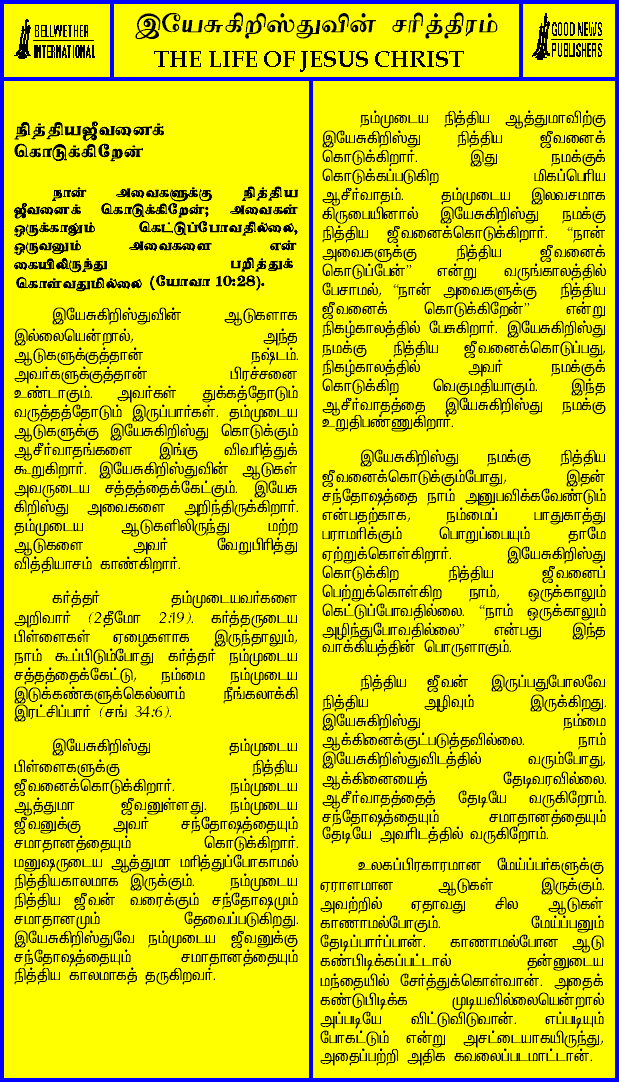 BELLWETHER
INTERNATIONAL
இயேசுகிறிஸ்துவின் சரித்திரம்
THE LIFE OF JESUS CHRIST
GOOD NEWS
PUBLISHERS
நித்தியஜீவனைக்
கொடுக்கிறேன்
நான் அவைகளுக்கு நித்திய
ஜீவனைக் கொடுக்கிறேன்; அவைகள்
ஒருக்காலும் கெட்டுப்போவதில்லை,
ஒருவனும் அவைகளை என்
கையிலிருந்து பறித்துக்
கொள்வதுமில்லை (யோவா 10:28).
இயேசுகிறிஸ்துவின் ஆடுகளாக
இல்லையென்றால், அந்த
ஆடுகளுக்குத்தான் நஷ்டம்.
அவர்களுக்குத்தான் பிரச்சனை
உண்டாகும். அவர்கள் துக்கத்தோடும்
வருத்தத்தோடும் இருப்பார்கள். தம்முடைய
ஆடுகளுக்கு இயேசுகிறிஸ்து கொடுக்கும்
ஆசீர்வாதங்களை இங்கு விவரித்துக்
கூறுகிறார். இயேசுகிறிஸ்துவின் ஆடுகள்
அவருடைய சத்தத்தைக்கேட்கும். இயேசு
கிறிஸ்து அவைகளை அறிந்திருக்கிறார்.
தம்முடைய ஆடுகளிலிருந்து மற்ற
ஆடுகளை அவர் வேறுபிரித்து
வித்தியாசம் காண்கிறார்.
கர்த்தர் தம்முடையவர்களை
அறிவார் (2தீமோ 2:19). கர்த்தருடைய
பிள்ளைகள் ஏழைகளாக இருந்தாலும்,
நாம் கூப்பிடும்போது கர்த்தர் நம்முடைய
சத்தத்தைக்கேட்டு, நம்மை நம்முடைய
இடுக்கண்களுக்கெல்லாம் நீங்கலாக்கி
இரட்சிப்பார் (சங் 34:6).
இயேசுகிறிஸ்து தம்முடைய
பிள்ளைகளுக்கு நித்திய
ஜீவனைக்கொடுக்கிறார். நம்முடைய
ஆத்துமா ஜீவனுள்ளது. நம்முடைய
ஜீவனுக்கு அவர் சந்தோஷத்தையும்
சமாதானத்தையும் கொடுக்கிறார்.
மனுஷருடைய ஆத்துமா மரித்துப்போகாமல்
நித்தியகாலமாக இருக்கும். நம்முடைய
நித்திய ஜீவன் வரைக்கும் சந்தோஷமும்
சமாதானமும் தேவைப்படுகிறது.
இயேசுகிறிஸ்துவே நம்முடைய ஜீவனுக்கு
சந்தோஷத்தையும் சமாதானத்தையும்
நித்திய காலமாகத் தருகிறவர்.
நம்முடைய நித்திய ஆத்துமாவிற்கு
இயேசுகிறிஸ்து நித்திய ஜீவனைக்
கொடுக்கிறார். இது நமக்குக்
கொடுக்கப்படுகிற மிகப்பெரிய
ஆசீர்வாதம். தம்முடைய இலவசமாக
கிருபையினால் இயேசுகிறிஸ்து நமக்கு
நித்திய ஜீவனைக்கொடுக்கிறார். “நான்
அவைகளுக்கு நித்திய ஜீவனைக்
கொடுப்பேன்” என்று வருங்காலத்தில்
பேசாமல், “நான் அவைகளுக்கு நித்திய
ஜீவனைக் கொடுக்கிறேன்” என்று
நிகழ்காலத்தில் பேசுகிறார். இயேசுகிறிஸ்து
நமக்கு நித்திய ஜீவனைக்கொடுப்பது,
நிகழ்காலத்தில் அவர் நமக்குக்
கொடுக்கிற வெகுமதியாகும். இந்த
ஆசீர்வாதத்தை இயேசுகிறிஸ்து நமக்கு
உறுதிபண்ணுகிறார்.
இயேசுகிறிஸ்து நமக்கு நித்திய
ஜீவனைக்கொடுக்கும்போது, இதன்
சந்தோஷத்தை நாம் அனுபவிக்கவேண்டும்
என்பதற்காக, நம்மைப் பாதுகாத்து
பராமரிக்கும் பொறுப்பையும் தாமே
ஏற்றுக்கொள்கிறார். இயேசுகிறிஸ்து
கொடுக்கிற நித்திய ஜீவனைப்
பெற்றுக்கொள்கிற நாம், ஒருக்காலும்
கெட்டுப்போவதில்லை. “நாம் ஒருக்காலும்
அழிந்துபோவதில்லை” என்பது இந்த
வாக்கியத்தின் பொருளாகும்.
நித்திய ஜீவன் இருப்பதுபோலவே
நித்திய அழிவும் இருக்கிறது.
இயேசுகிறிஸ்து நம்மை
ஆக்கினைக்குட்படுத்தவில்லை. நாம்
இயேசுகிறிஸ்துவிடத்தில் வரும்போது,
ஆக்கினையைத் தேடிவரவில்லை.
ஆசீர்வாதத்தைத் தேடியே வருகிறோம்.
சந்தோஷத்தையும் சமாதானத்தையும்
தேடியே அவரிடத்தில் வருகிறோம்.
உலகப்பிரகாரமான மேய்ப்பர்களுக்கு
ஏராளமான ஆடுகள் இருக்கும்.
அவற்றில் ஏதாவது சில ஆடுகள்
காணாமல்போகும். மேய்ப்பனும்
தேடிப்பார்ப்பான். காணாமல்போன ஆடு
கண்பிடிக்கப்பட்டால் தன்னுடைய
மந்தையில் சேர்த்துக்கொள்வான். அதைக்
கண்டுபிடிக்க முடியவில்லையென்றால்
அப்படியே விட்டுவிடுவான். எப்படியும்
போகட்டும் என்று அசட்டையாகயிருந்து,
அதைப்பற்றி அதிக கவலைப்படமாட்டான்.